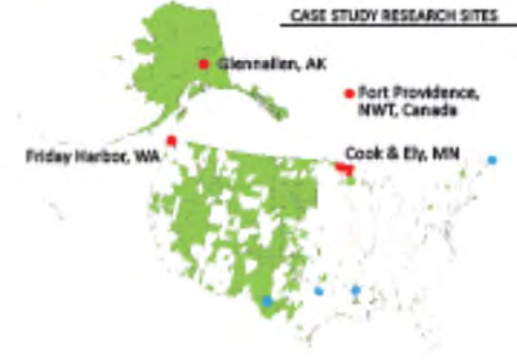 CASE STUDY RESEARCH SITES
Glennallen, AK
Fort Providence,
NWT, Canada
Friday Harbor, WA
Cook & Ely, MN